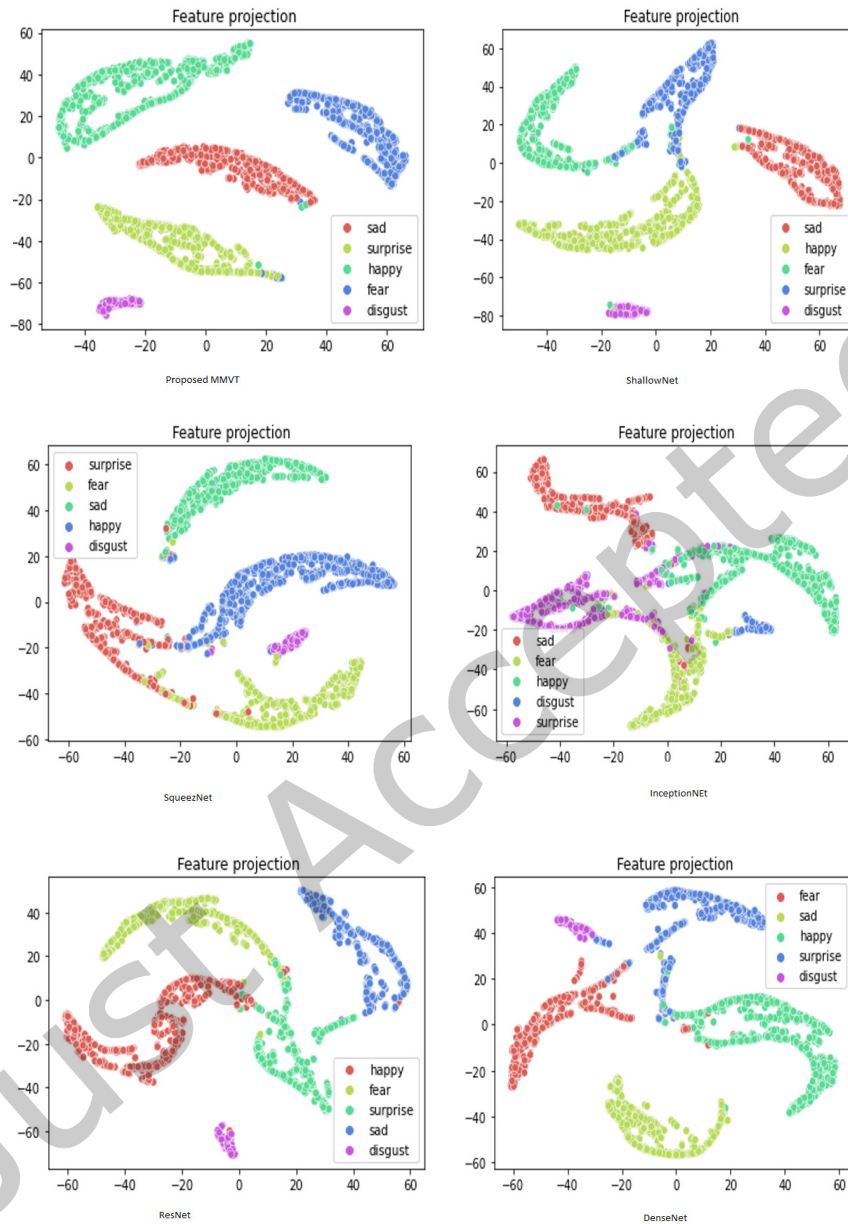 Feature projection
Feature projection
60
40
20
0
−20
−40
−60
−80
60
40
20
0
−20
−40
−60
−80
sad
surprise
happy
fear
disgust
sad
happy
fear
surprise
disgust
−40
−20
0
20
40
60
−40
−20
0
20
40
60
Proposed MMVT
ShallowNet
Feature projection
Feature projection
60
40
20
0
−20
−40
−60
60
40
20
0
−20
−40
−60
surprise
fear
sad
happy
disgust
sad
fear
happy
disgust
surprise
−60
−40
−20
0
20
40
60
−60
−40
−20
0
20
40
60
SqueezNet
InceptionNEt
Feature projection
Feature projection
40
20
0
−20
−40
−60
60
40
20
0
−20
−40
−60
happy
fear
surprise
sad
disgust
fear
sad
happy
surprise
disgust
−60
−40
−20
0
20
40
60
−60
−40
−20
0
20
40
60
ResNet
DenseNet
Just Accepted